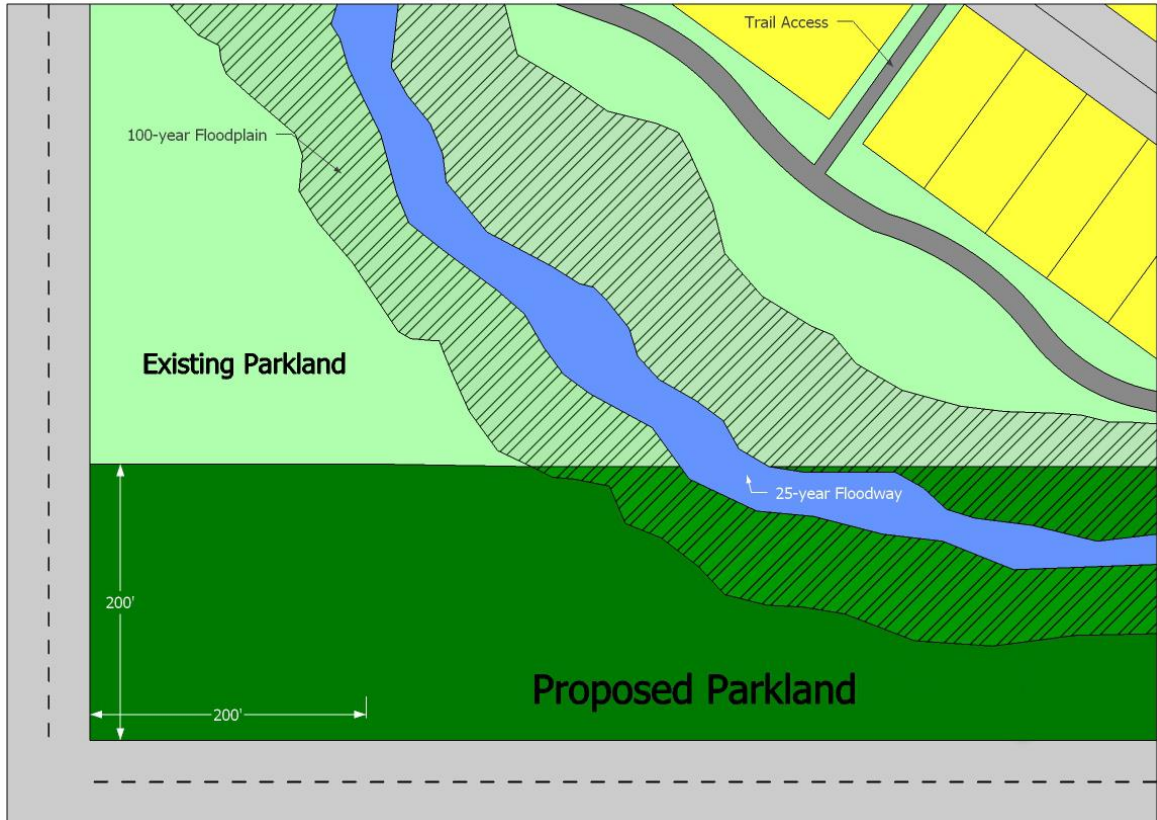 Trail Access
100-year Floodplain
Existing Parkland
25-year Floodway
200'
Proposed Parkland
200'